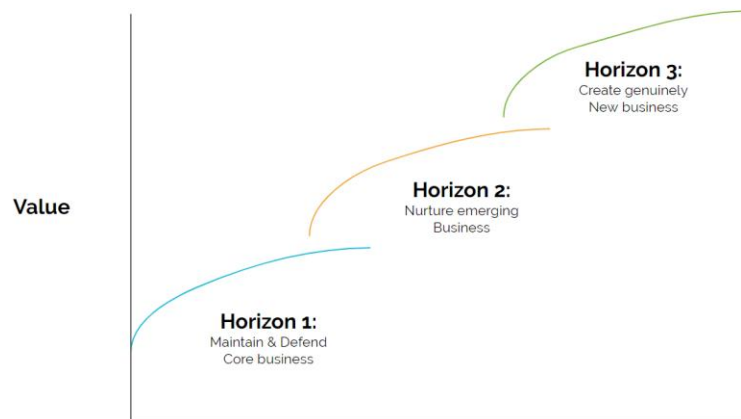 Horizon 3:
Create genuinely
New business
Value
Horizon 2:
Nurture emerging
Business
Horizon 1:
Maintain & Defend
Core business